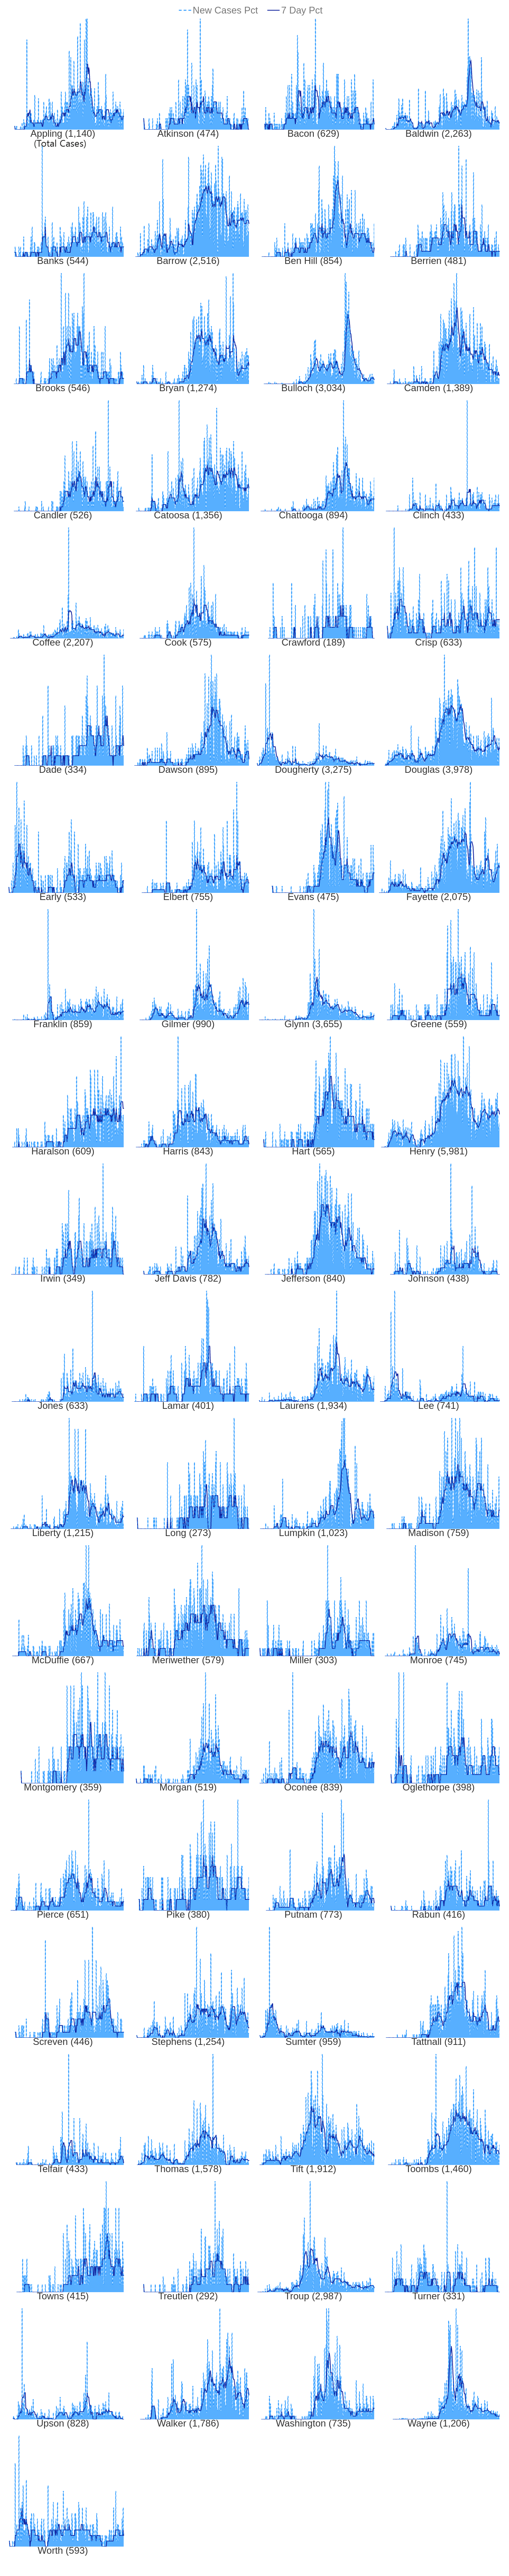 New Cases Pct 7 Day Pct
Appling (1,140) Atkinson (474) Bacon (629) Baldwin (2,263)
(Total Cases)
Banks (544) Barrow (2,516) Ben Hill (854) Berrien (481)
Brooks (546) Bryan (1,274) Bulloch (3,034) Camden (1,389)
Candler (526) Catoosa (1,356) Chattooga (894) Clinch (433)
Coffee (2,207) Cook (575) Crawford (189) Crisp (633)
Dade (334) Dawson (895) Dougherty (3,275) Douglas (3,978)
Early (533) Elbert (755) Evans (475) Fayette (2,075)
Franklin (859) Gilmer (990) Glynn (3,655) Greene (559)
Haralson (609) Harris (843) Hart (565) Henry (5,981)
Irwin (349) Jeff Davis (782) Jefferson (840) Johnson (438)
Jones (633) Lamar (401) Laurens (1,934) Lee (741)
Liberty (1,215) Long (273) Lumpkin (1,023) Madison (759)
McDuffie (667) Meriwether (579) Miller (303) Monroe (745)
Montgomery (359) Morgan (519) Oconee (839) Oglethorpe (398)
Pierce (651) Pike (380) Putnam (773) Rabun (416)
Screven (446) Stephens (1,254) Sumter (959) Tattnall (911)
Telfair (433) Thomas (1,578) Tift (1,912) Toombs (1,460)
Towns (415) Treutlen (292) Troup (2,987) Turner (331)
Upson (828) Walker (1,786) Washington (735) Wayne (1,206)
Worth (593)